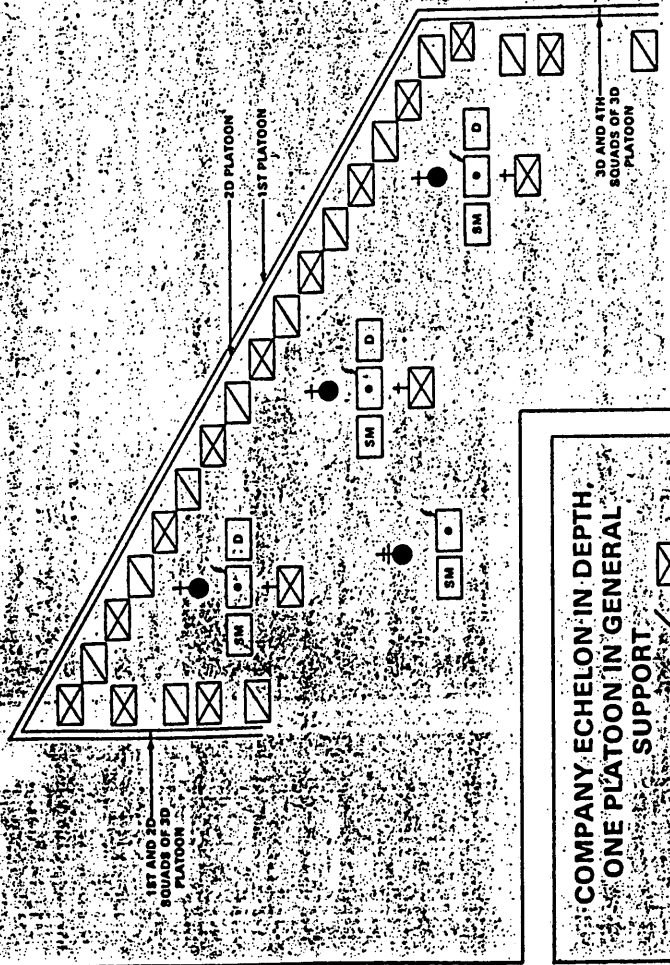 2D PLATOON
1ST PLATOON
1ST AND 2D
SQUADS OF 3D
PLATOON
3D AND 4TH
SQUADS OF 3D
PLATOON
SM
D
SM
D
SM
D
SM
COMPANY ECHELON IN DEPTH,
ONE PLATOON IN GENERAL
SUPPORT